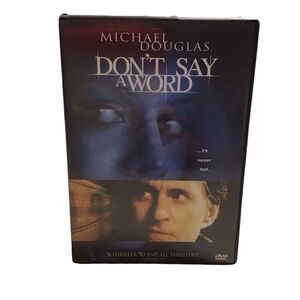 MICHAEL
DOUGLAS
DON'T SAY
A WORD
...I'll
never
tell.
"A THRILLER TO END ALL THRILLERS!"
DVD